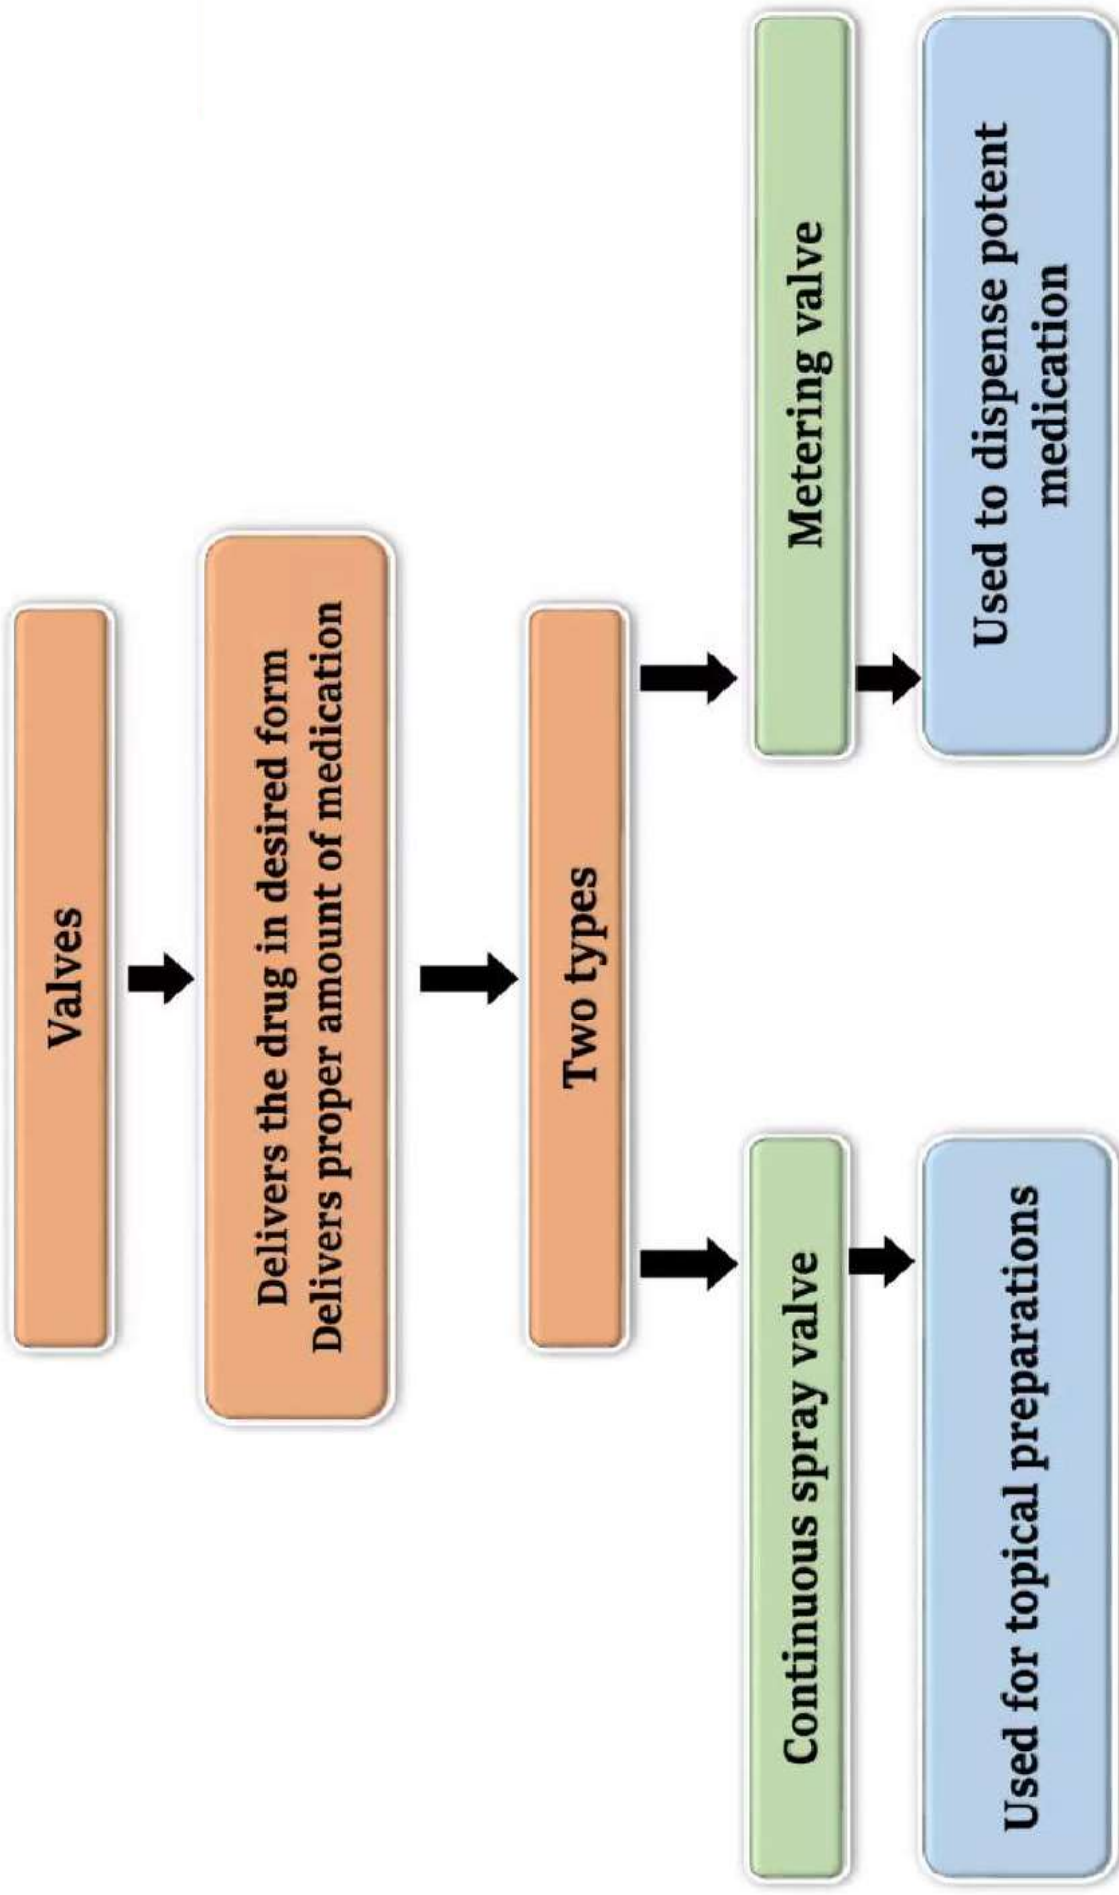 Valves
Delivers the drug in desired form
Delivers proper amount of medication
Two types
Continuous spray valve
Metering valve
Used for topical preparations
Used to dispense potent
medication